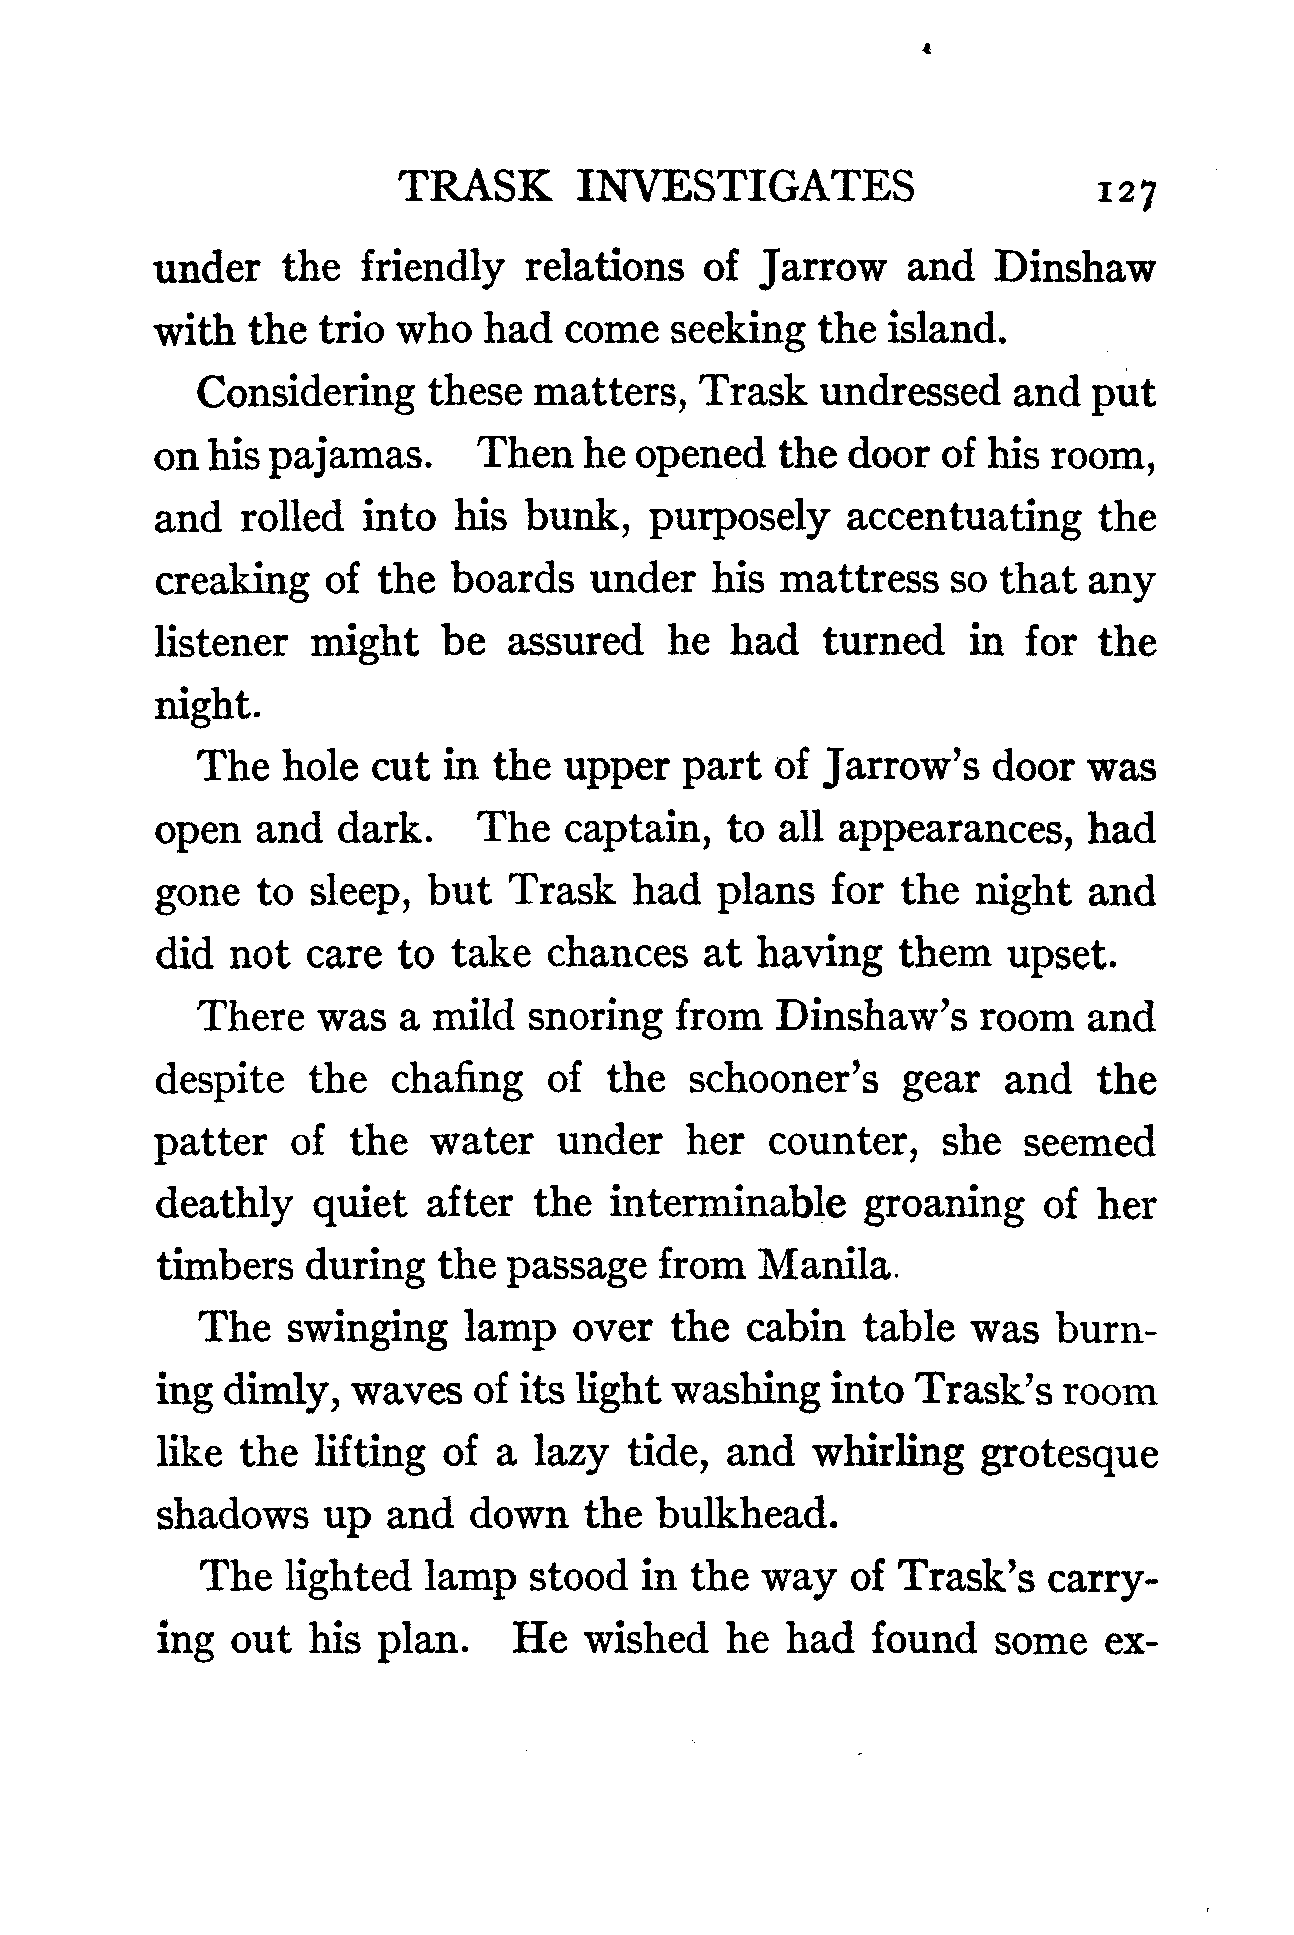 TRASK INVESTIGATES 127
under the friendly relations of Jarrow and Dinshaw
with the trio who had come seeking the island.
Considering these matters, Trask undressed and put
on his pajamas. Then he opened the door of his room,
and rolled into his bunk, purposely accentuating the
creaking of the boards under his mattress so that any
listener might be assured he had turned in for the
night.
The hole cut in the upper part of Jarrow's door was
open and dark. The captain, to all appearances, had
gone to sleep, but Trask had plans for the night and
did not care to take chances at having them upset.
There was a mild snoring from Dinshaw's room and
despite the chafing of the schooner's gear and the
patter of the water under her counter, she seemed
deathly quiet after the interminable groaning of her
timbers during the passage from Manila.
The swinging lamp over the cabin table was burn-
ing dimly, waves of its light washing into Trask's room
like the lifting of a lazy tide, and whirling grotesque
shadows up and down the bulkhead.
The lighted lamp stood in the way of Trask's carry-
ing out his plan. He wished he had found some ex-